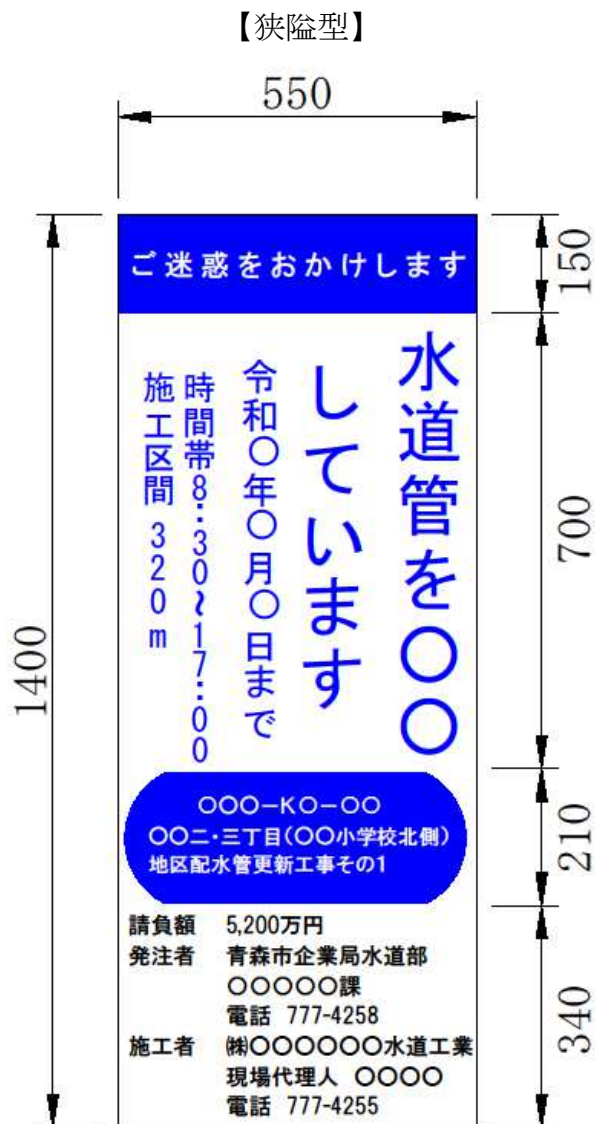 【狭隘型】
550
ご迷惑をおかけします
150
水道管を〇〇
しています
令和〇年〇月〇日まで
時間帯8:30~17:00
施工区間 320m
700
1400
〇〇〇-K〇-〇〇
〇〇二・三丁目(〇〇小学校北側)
地区配水管更新工事その1
210
請負額 5,200万円
発注者 青森市企業局水道部
〇〇〇〇〇課
電話 777-4258
施工者 ㈱〇〇〇〇〇〇水道工業
現場代理人 〇〇〇〇
電話 777-4255
340